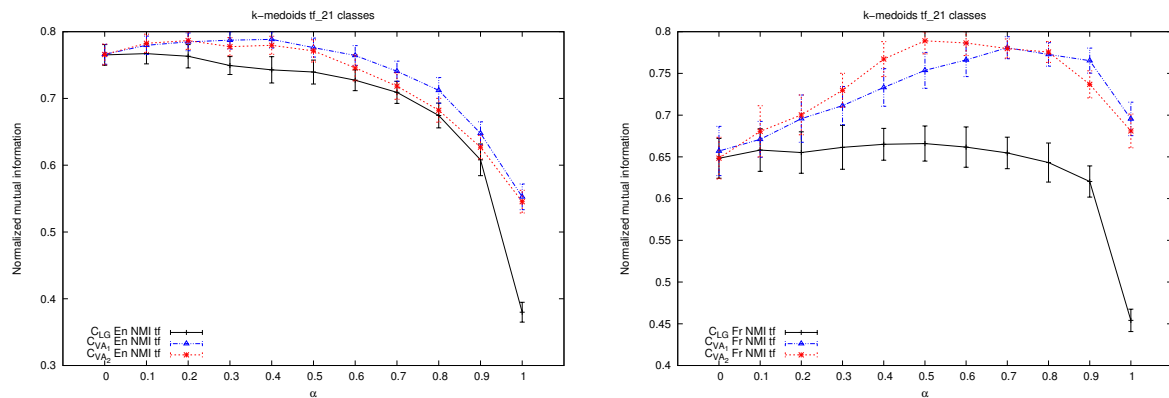 k-medoids tf_21 classes
0.8
0.7
0.6
0.5
0.4
0.3
Normalized mutual information
C_LG En NMI tf
C_VA1 En NMI tf
C_VA2 En NMI tf
0 0.1 0.2 0.3 0.4 0.5 0.6 0.7 0.8 0.9 1
α
k-medoids tf_21 classes
0.8
0.75
0.7
0.65
0.6
0.55
0.5
0.45
0.4
Normalized mutual information
C_LG Fr NMI tf
C_VA1 Fr NMI tf
C_VA2 Fr NMI tf
0 0.1 0.2 0.3 0.4 0.5 0.6 0.7 0.8 0.9 1
α